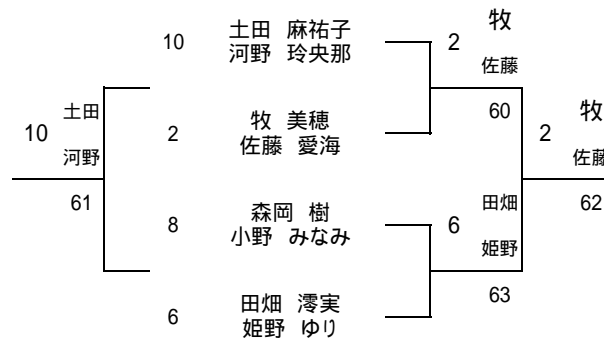 10 土田 麻祐子
河野 玲央那
2 牧 美穂
佐藤 愛海
8 森岡 樹
小野 みなみ
6 田畑 澪実
姫野 ゆり
10 土田
河野
61
2 牧
佐藤
60
6 田畑
姫野
63
2 牧
佐藤
62